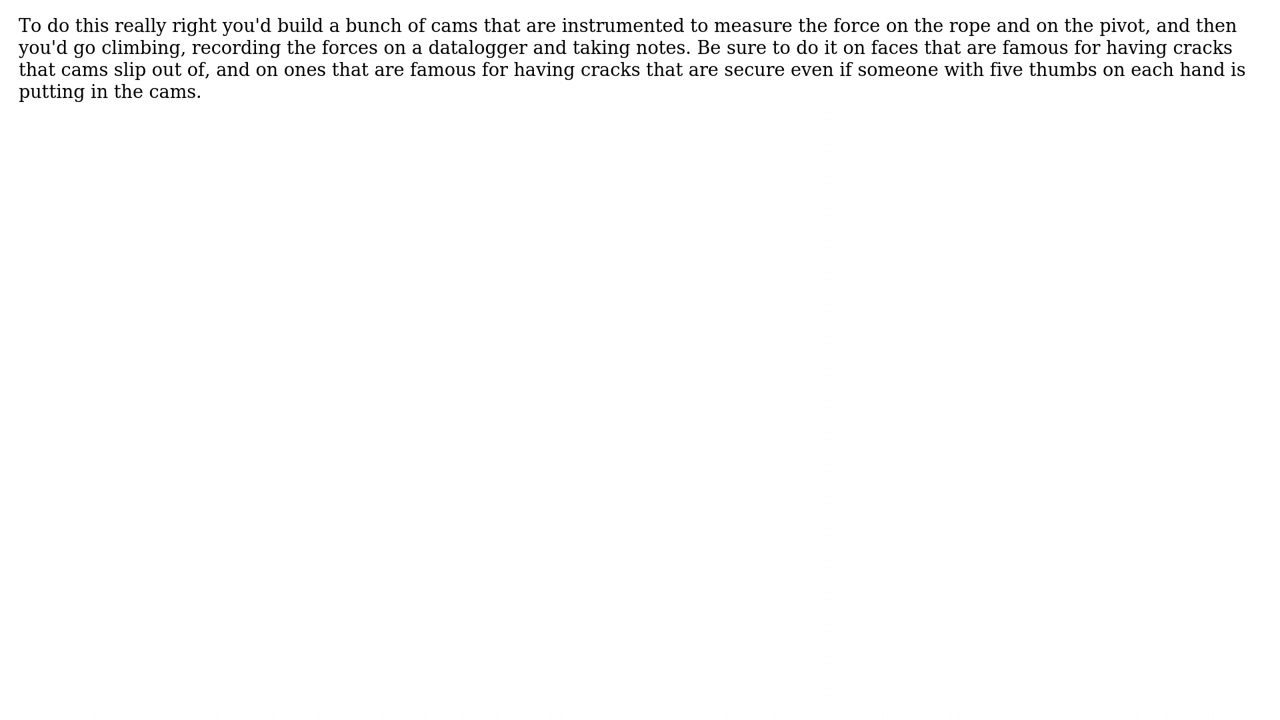 To do this really right you'd build a bunch of cams that are instrumented to measure the force on the rope and on the pivot, and then
you'd go climbing, recording the forces on a datalogger and taking notes. Be sure to do it on faces that are famous for having cracks
that cams slip out of, and on ones that are famous for having cracks that are secure even if someone with five thumbs on each hand is
putting in the cams.